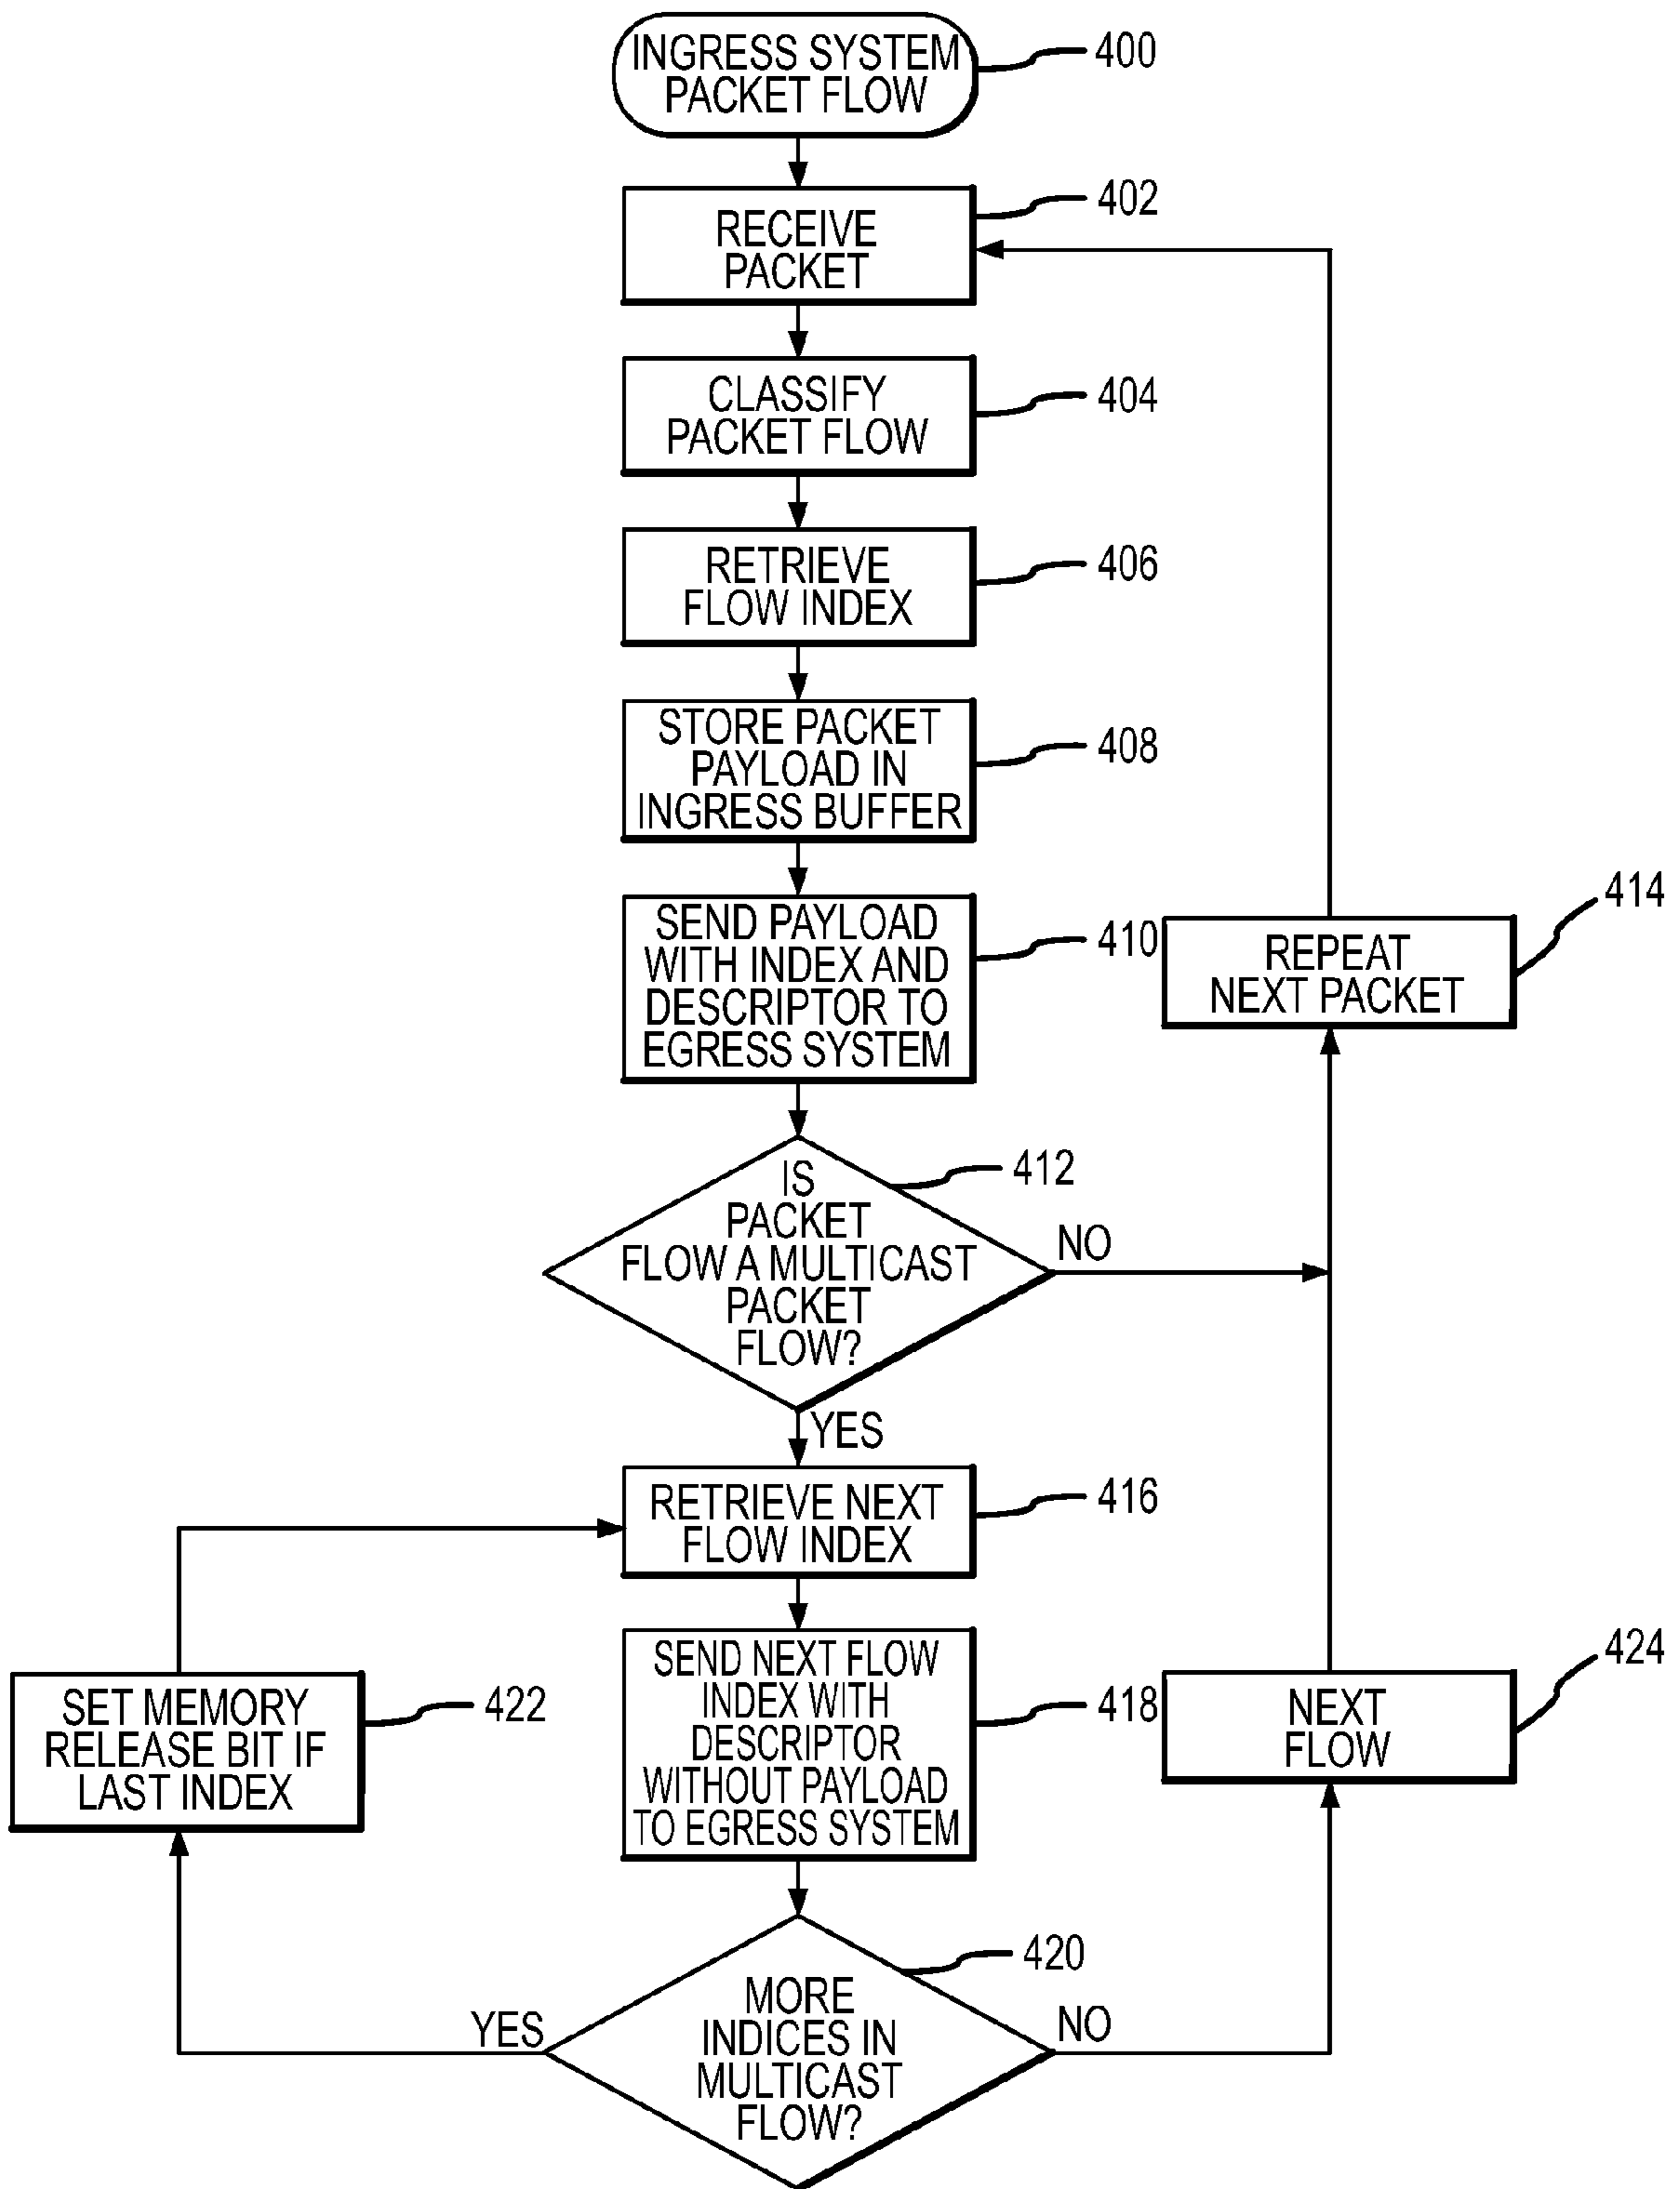 INGRESS SYSTEM
PACKET FLOW
400
RECEIVE
PACKET
402
CLASSIFY
PACKET FLOW
404
RETRIEVE
FLOW INDEX
406
STORE PACKET
PAYLOAD IN
INGRESS BUFFER
408
SEND PAYLOAD
WITH INDEX AND
DESCRIPTOR TO
EGRESS SYSTEM
410
REPEAT
NEXT PACKET
414
IS
PACKET
FLOW A MULTICAST
PACKET
FLOW?
412
NO
YES
RETRIEVE NEXT
FLOW INDEX
416
SEND NEXT FLOW
INDEX WITH
DESCRIPTOR
WITHOUT PAYLOAD
TO EGRESS SYSTEM
418
SET MEMORY
RELEASE BIT IF
LAST INDEX
422
NEXT
FLOW
424
MORE
INDICES IN
MULTICAST
FLOW?
420
YES
NO